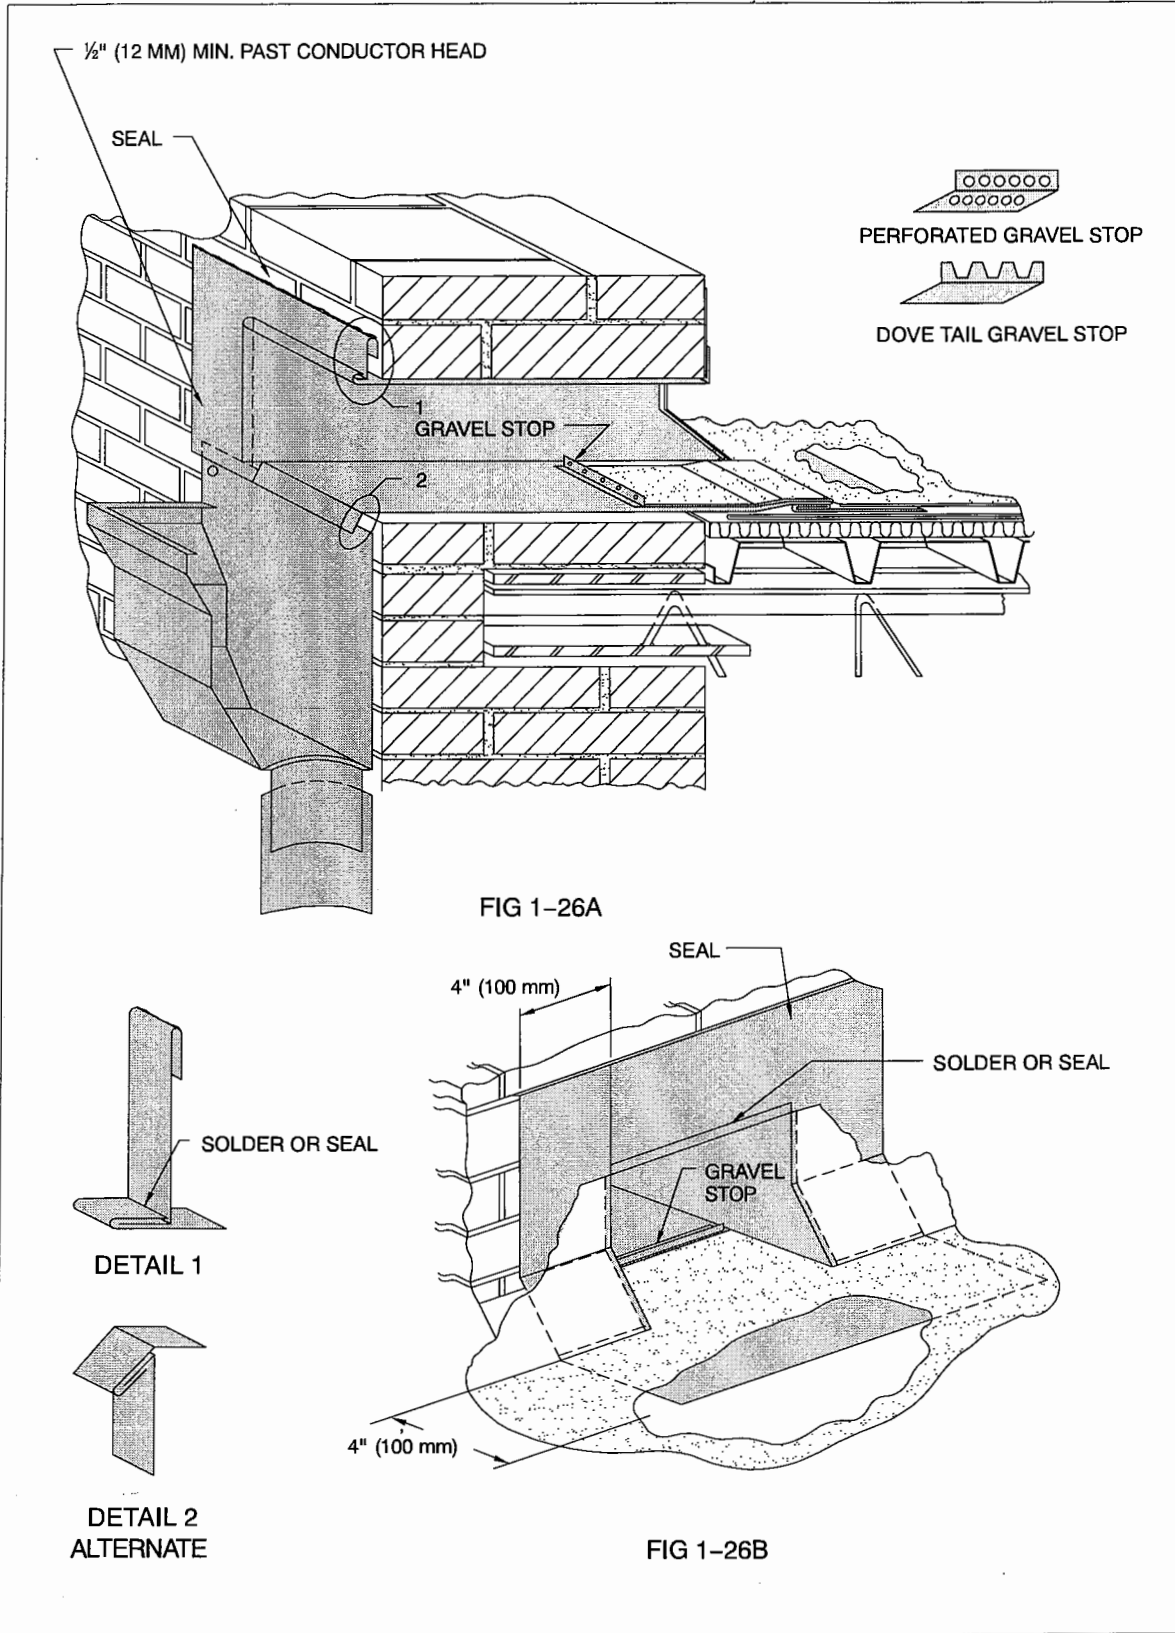 ½" (12 MM) MIN. PAST CONDUCTOR HEAD
SEAL
PERFORATED GRAVEL STOP
DOVE TAIL GRAVEL STOP
1
GRAVEL STOP
2
FIG 1–26A
SEAL
4" (100 mm)
SOLDER OR SEAL
SOLDER OR SEAL
GRAVEL
STOP
DETAIL 1
4" (100 mm)
DETAIL 2
ALTERNATE
FIG 1–26B